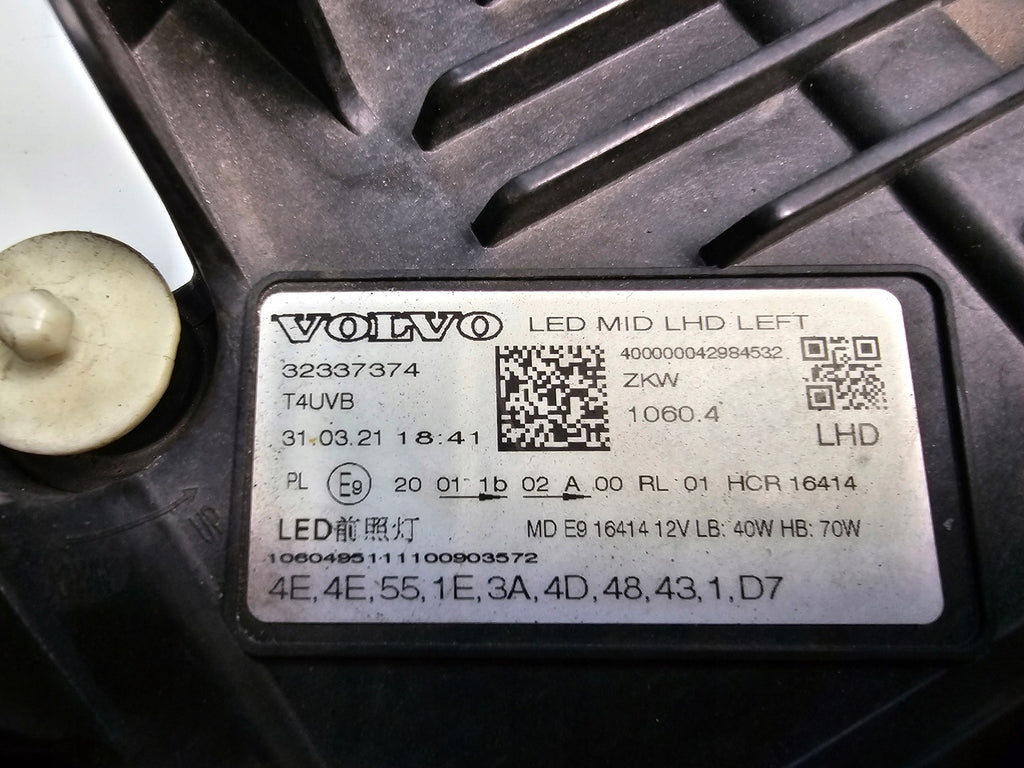 VOLVO LED MID LHD LEFT
32337374
400000042984532
T4UVB
ZKW
31.03.21 18:41
1060.4
LHD
PL E9 20 01 1b 02 A 00 RL 01 HCR 16414
LED前照灯 MD E9 16414 12V LB: 40W HB: 70W
1060495111100903572
4E,4E,55,1E,3A,4D,48,43,1,D7
UP